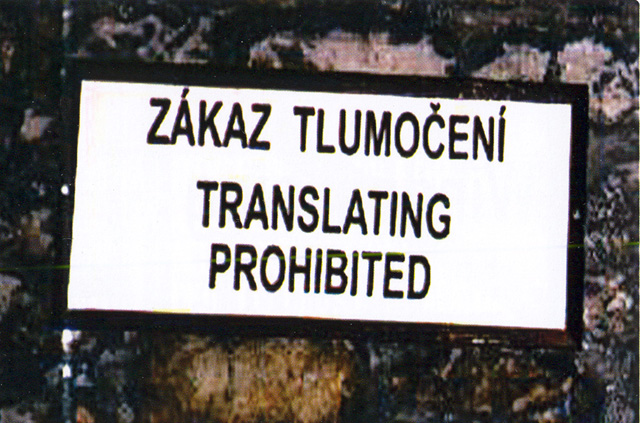 ZÁKAZ TLUMOČENÍ
TRANSLATING
PROHIBITED